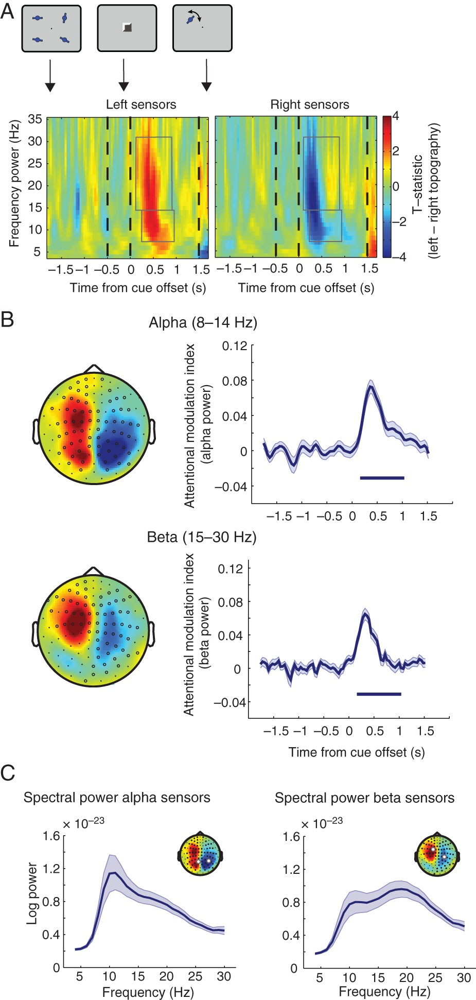 A
Left sensors
Right sensors
Frequency power (Hz)
35
30
25
20
15
10
5
−1.5 −1 −0.5 0 0.5 1 1.5
−1.5 −1 −0.5 0 0.5 1 1.5
Time from cue offset (s)
Time from cue offset (s)
4
2
0
−2
−4
T−statistic
(left − right topography)
B
Alpha (8–14 Hz)
Attentional modulation index
(alpha power)
0.12
0.08
0.04
0
−0.04
−1.5 −1 −0.5 0 0.5 1 1.5
Beta (15–30 Hz)
Attentional modulation index
(beta power)
0.12
0.08
0.04
0
−0.04
−1.5 −1 −0.5 0 0.5 1 1.5
Time from cue offset (s)
C
Spectral power alpha sensors
× 10−23
Log power
1.6
1.2
0.8
0.4
0
5 10 15 20 25 30
Frequency (Hz)
Spectral power beta sensors
× 10−23
1.6
1.2
0.8
0.4
0
5 10 15 20 25 30
Frequency (Hz)